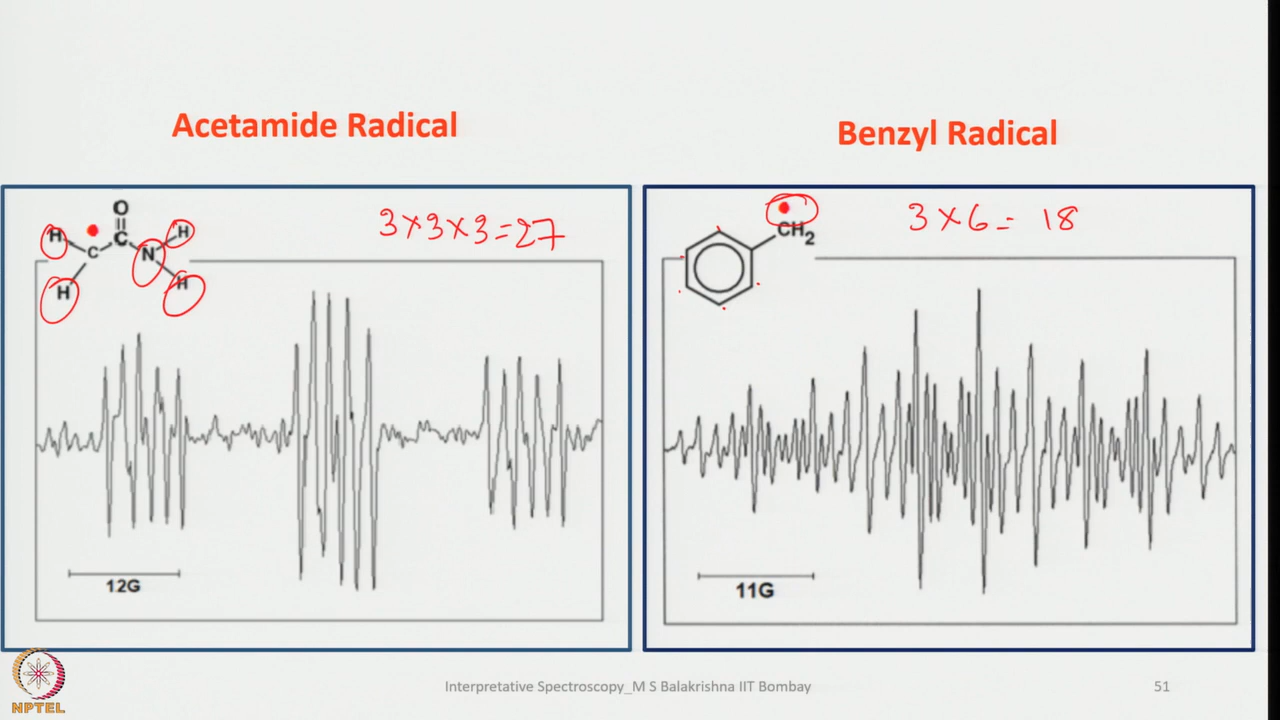 Acetamide Radical
Benzyl Radical
O
H
C
C
N
H
H
H
3×3×3=27
CH2
3×6= 18
12G
11G
NPTEL
Interpretative Spectroscopy_M S Balakrishna IIT Bombay
51